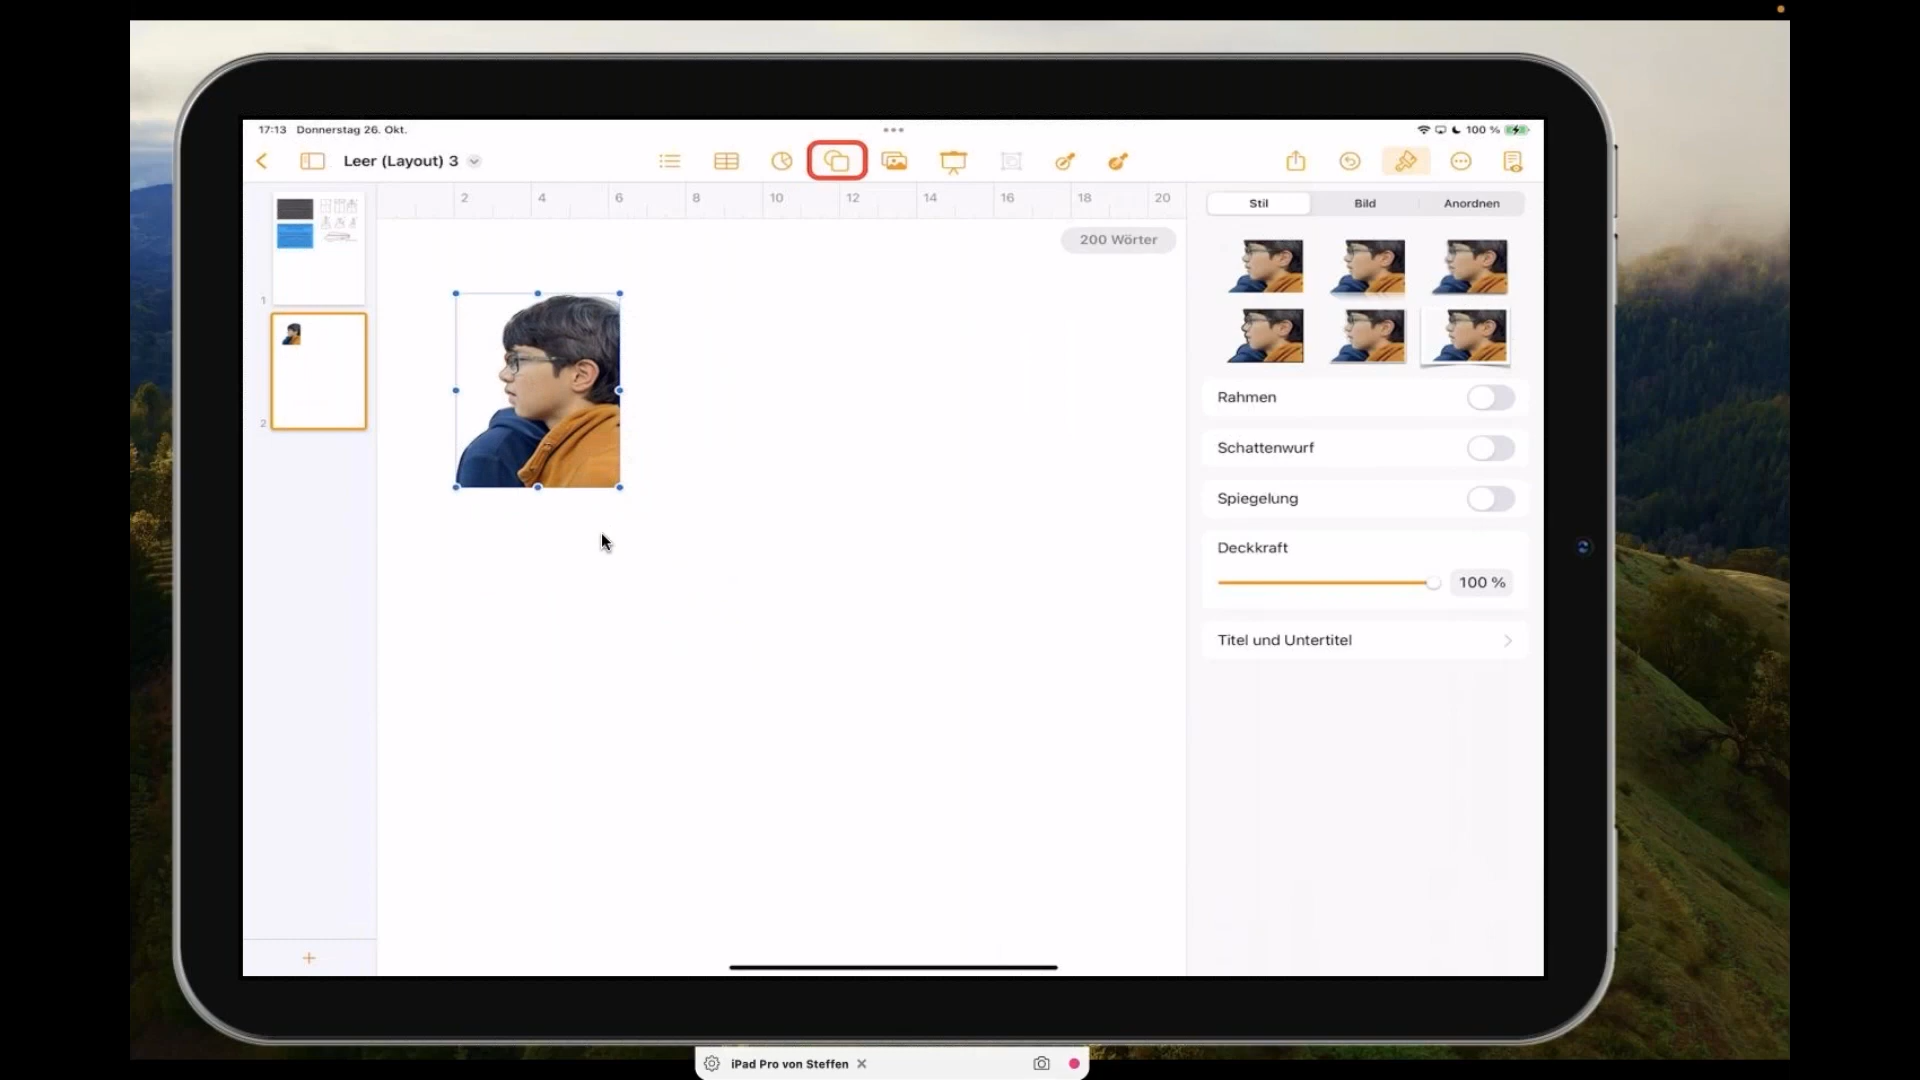 17:13 Donnerstag 26. Okt.
100 %
Leer (Layout) 3
2 4 6 8 10 12 14 16 18 20
Stil Bild Anordnen
200 Wörter
1
2
Rahmen
Schattenwurf
Spiegelung
Deckkraft
100 %
Titel und Untertitel
iPad Pro von Steffen